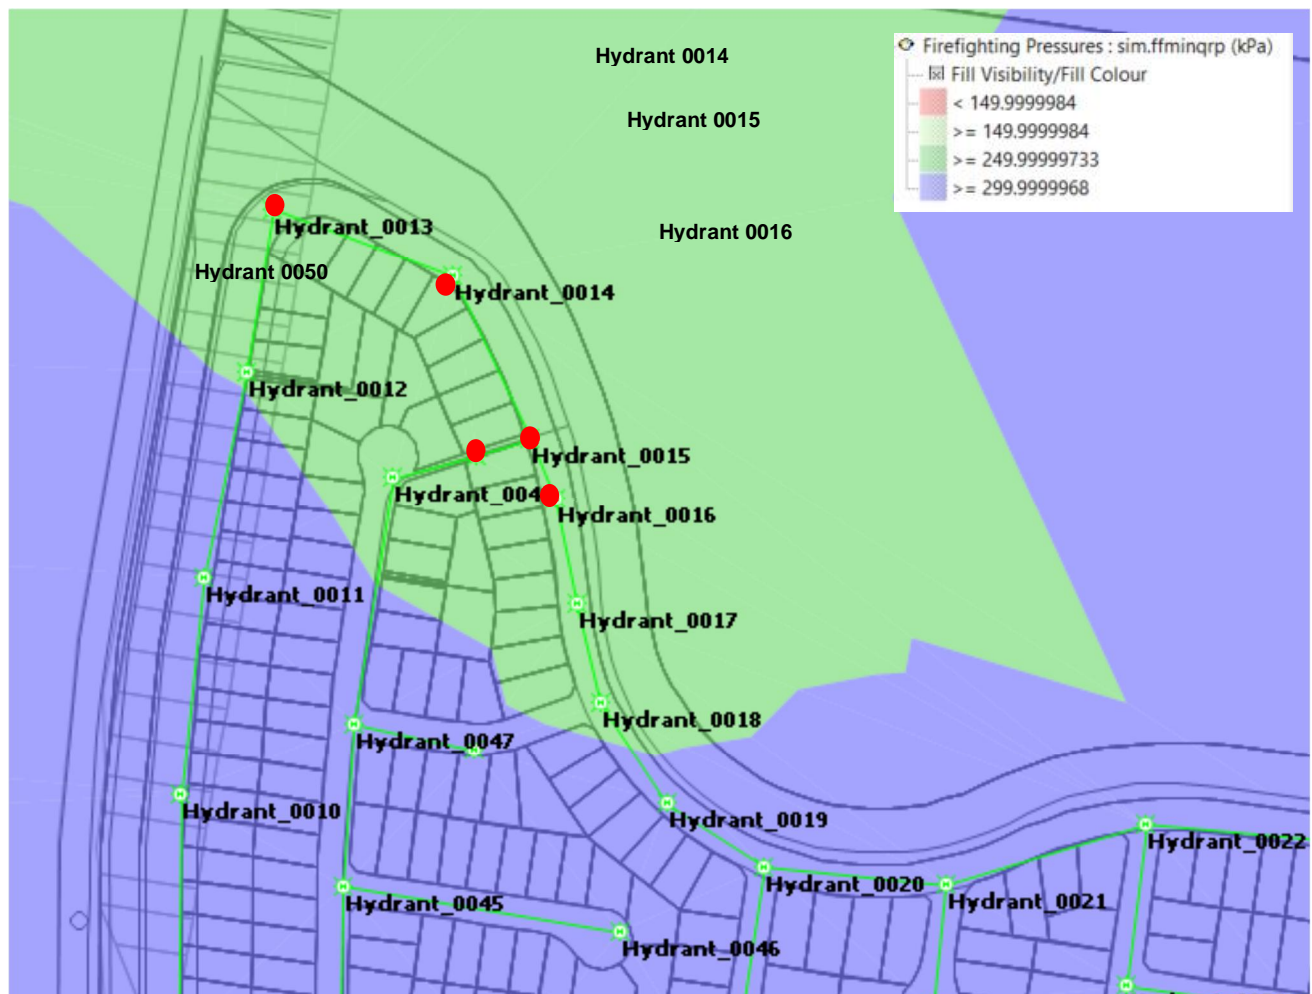 Hydrant 0014
Firefighting Pressures : sim.ffminqrp (kPa)
Fill Visibility/Fill Colour
< 149.9999984
>= 149.9999984
>= 249.99999733
>= 299.9999968
Hydrant 0015
Hydrant_0013
Hydrant 0016
Hydrant 0050
Hydrant_0014
Hydrant_0012
Hydrant_0015
Hydrant_004
Hydrant_0016
Hydrant_0011
Hydrant_0017
Hydrant_0018
Hydrant_0047
Hydrant_0010
Hydrant_0019
Hydrant_0022
Hydrant_0020
Hydrant_0045
Hydrant_0021
Hydrant_0046